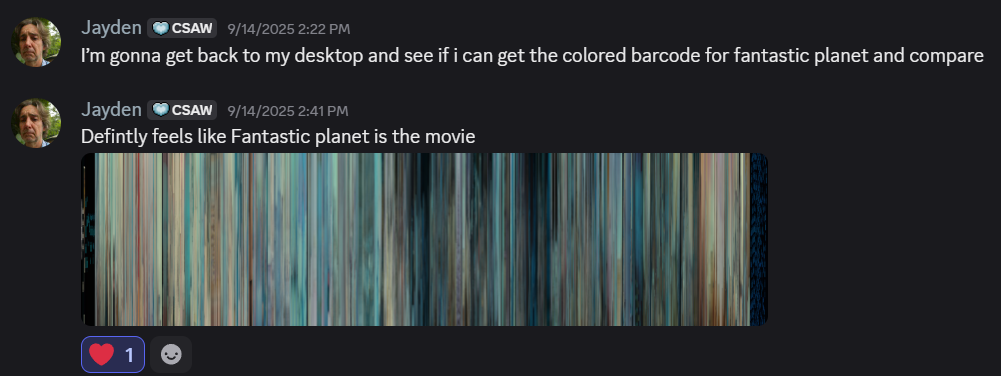 Jayden CSAW 9/14/2025 2:22 PM
I’m gonna get back to my desktop and see if i can get the colored barcode for fantastic planet and compare
Jayden CSAW 9/14/2025 2:41 PM
Defintly feels like Fantastic planet is the movie
1